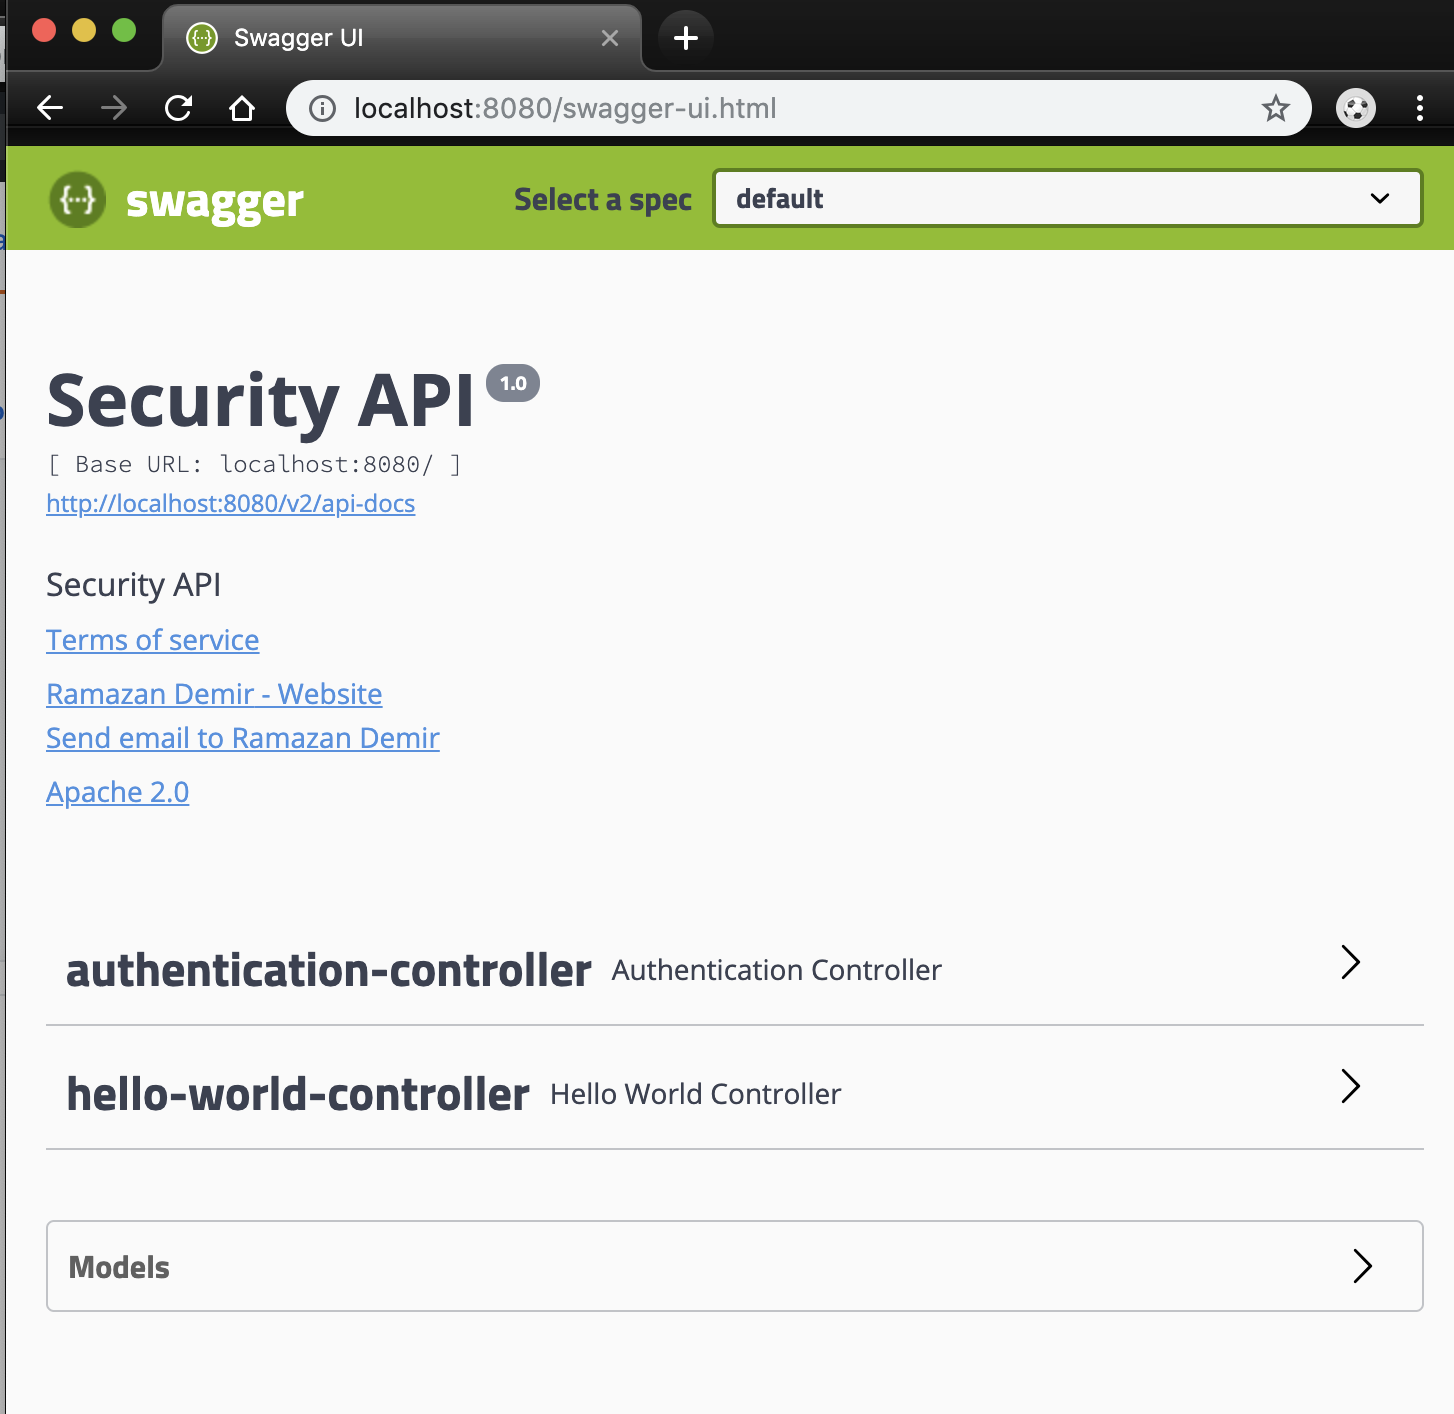 Swagger UI
localhost:8080/swagger-ui.html
{···} swagger Select a spec default
Security API 1.0
[ Base URL: localhost:8080/ ]
http://localhost:8080/v2/api-docs
Security API
Terms of service
Ramazan Demir - Website
Send email to Ramazan Demir
Apache 2.0
authentication-controller Authentication Controller
hello-world-controller Hello World Controller
Models